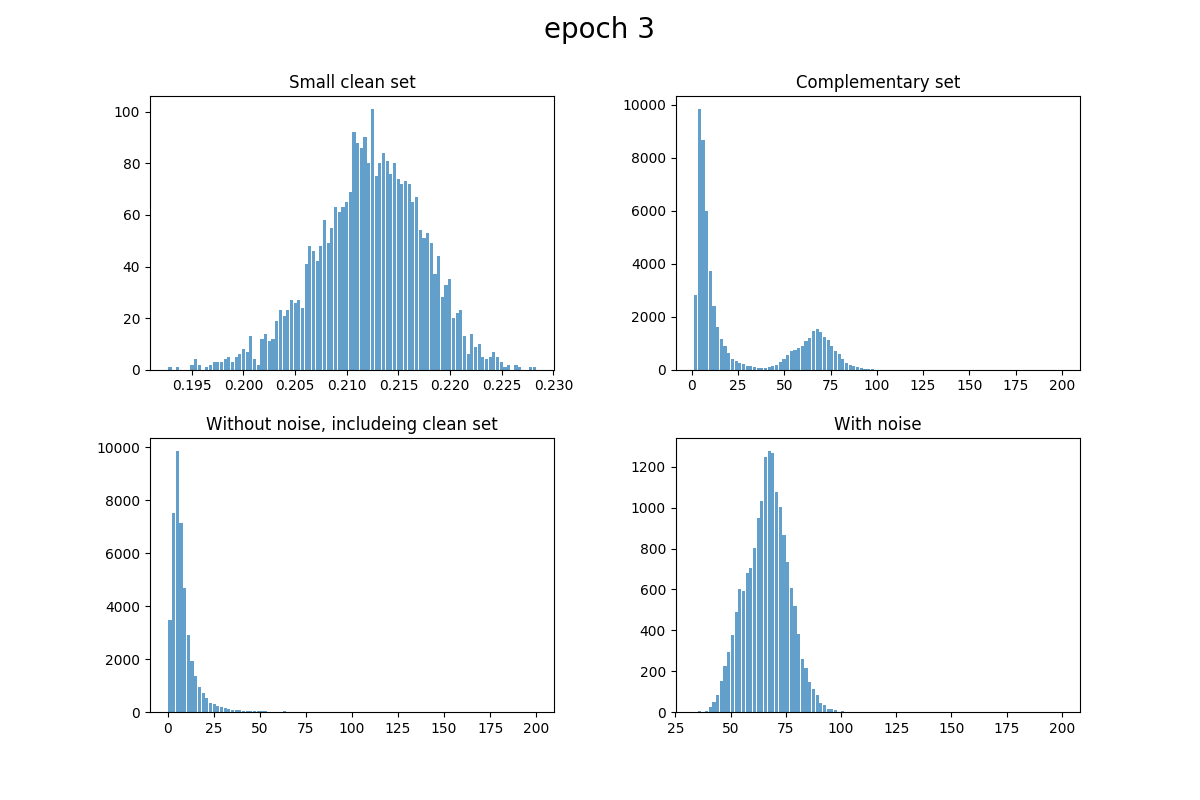 epoch 3
Small clean set
100
80
60
40
20
0
0.195 0.200 0.205 0.210 0.215 0.220 0.225 0.230
Complementary set
10000
8000
6000
4000
2000
0
0 25 50 75 100 125 150 175 200
Without noise, includeing clean set
10000
8000
6000
4000
2000
0
0 25 50 75 100 125 150 175 200
With noise
1200
1000
800
600
400
200
0
25 50 75 100 125 150 175 200